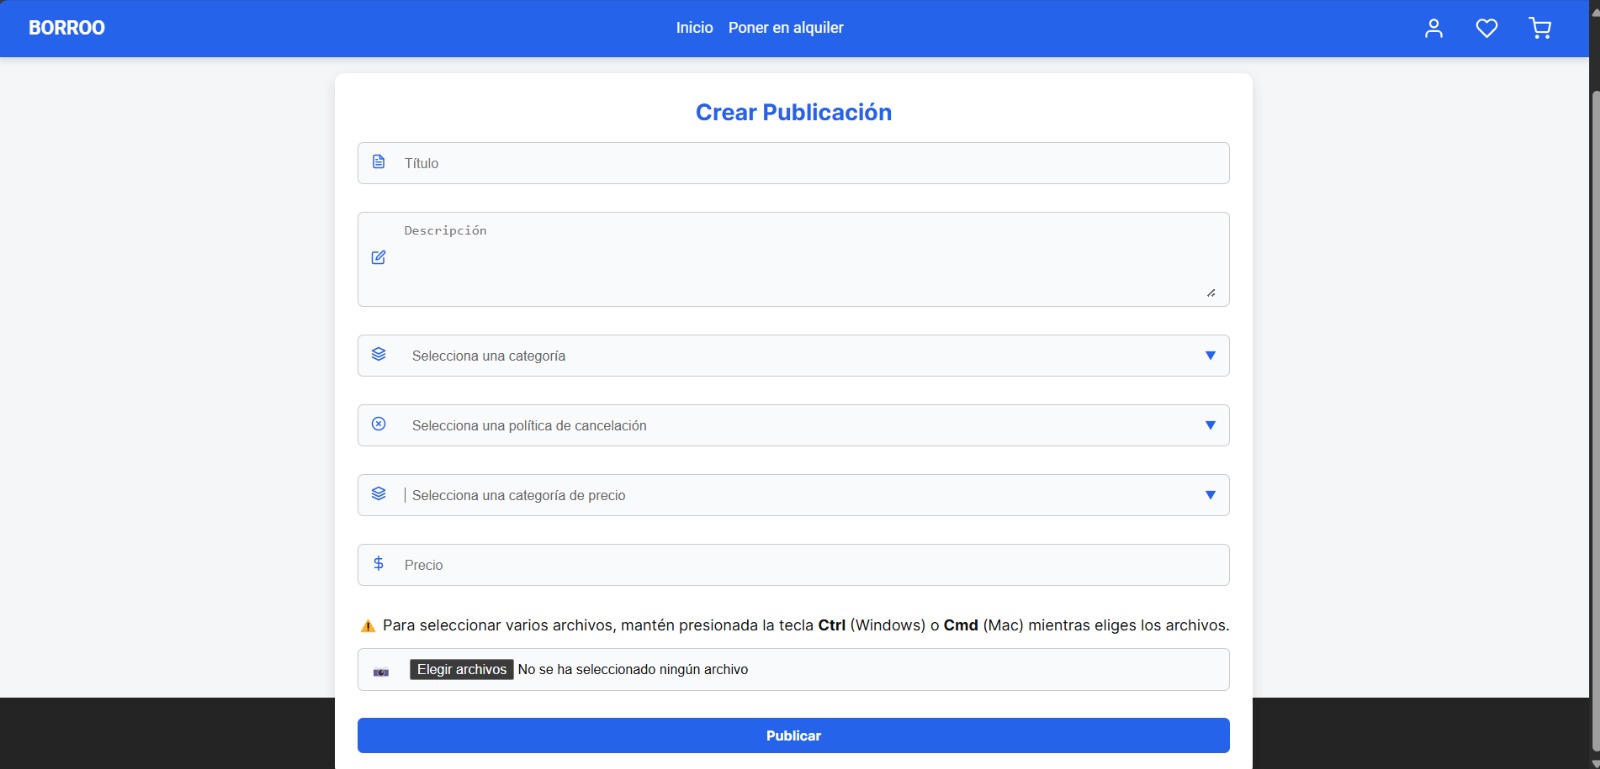 BORROO
Inicio
Poner en alquiler
Crear Publicación
Título
Descripción
Selecciona una categoría
Selecciona una política de cancelación
Selecciona una categoría de precio
Precio
Para seleccionar varios archivos, mantén presionada la tecla Ctrl (Windows) o Cmd (Mac) mientras eliges los archivos.
Elegir archivos No se ha seleccionado ningún archivo
Publicar